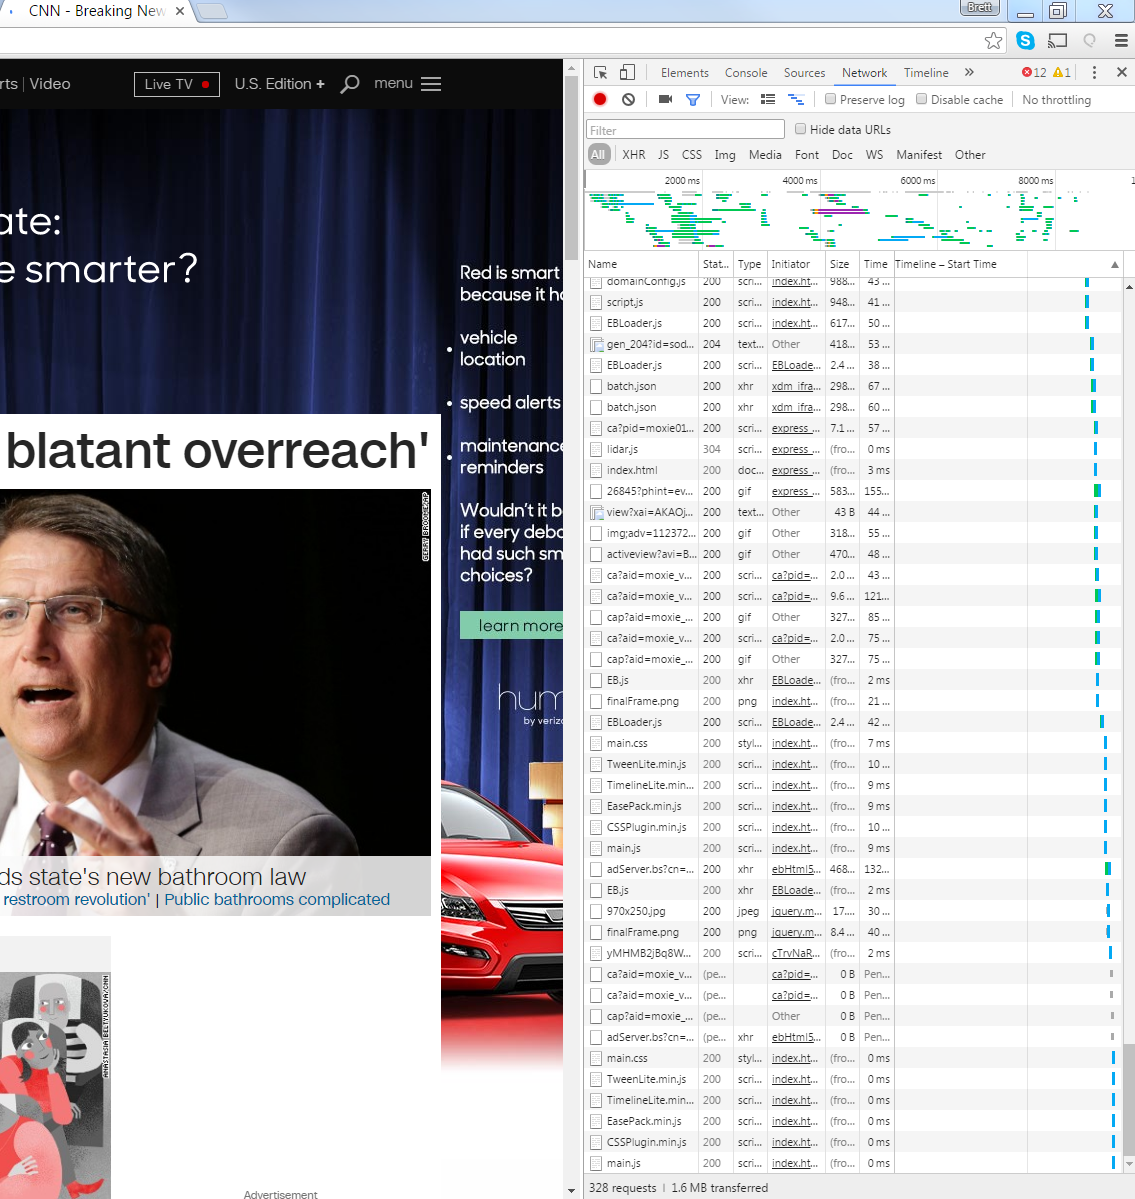 CNN - Breaking New
Brett
rts | Video
Live TV
U.S. Edition +
menu
ate:
e smarter?
Red is smart
because it ha
• vehicle
location
• speed alerts
• maintenance
reminders
Wouldn't it b
if every deba
had such sm
choices?
learn more
hum
by verizo
blatant overreach'
GERRY BROOME/AP
ds state's new bathroom law
restroom revolution' | Public bathrooms complicated
ANASTASIA BELTYUKOVA/CNN
Advertisement
Elements Console Sources Network Timeline » 12 1
View: Preserve log Disable cache No throttling
Filter
Hide data URLs
All XHR JS CSS Img Media Font Doc WS Manifest Other
2000 ms 4000 ms 6000 ms 8000 ms 1
Name Stat... Type Initiator Size Time Timeline – Start Time
domainConfig.js 200 scri... index.ht... 988... 43 ...
script.js 200 scri... index.ht... 948... 41 ...
EBLoader.js 200 scri... index.ht... 617... 50 ...
gen_204?id=sod... 204 text... Other 418... 53 ...
EBLoader.js 200 scri... EBLoade... 2.4 ... 38 ...
batch.json 200 xhr xdm_ifra... 298... 67 ...
batch.json 200 xhr xdm_ifra... 298... 60 ...
ca?pid=moxie01... 200 scri... express_... 7.1 ... 57 ...
lidar.js 304 scri... express_... (fro... 0 ms
index.html 200 doc... express_... (fro... 3 ms
26845?phint=ev... 200 gif express_... 583... 155...
view?xai=AKAOj... 200 text... Other 43 B 44 ...
img;adv=112372... 200 gif Other 318... 55 ...
activeview?avi=B... 200 gif Other 470... 48 ...
ca?aid=moxie_v... 200 scri... ca?pid=... 2.0 ... 43 ...
ca?aid=moxie_v... 200 scri... ca?pid=... 9.6 ... 121...
cap?aid=moxie_... 200 gif Other 327... 85 ...
ca?aid=moxie_v... 200 scri... ca?pid=... 2.0 ... 75 ...
cap?aid=moxie_... 200 gif Other 327... 75 ...
EB.js 200 xhr EBLoade... (fro... 2 ms
finalFrame.png 200 png index.ht... (fro... 21 ...
EBLoader.js 200 scri... EBLoade... 2.4 ... 42 ...
main.css 200 styl... index.ht... (fro... 7 ms
TweenLite.min.js 200 scri... index.ht... (fro... 10 ...
TimelineLite.min... 200 scri... index.ht... (fro... 9 ms
EasePack.min.js 200 scri... index.ht... (fro... 9 ms
CSSPlugin.min.js 200 scri... index.ht... (fro... 10 ...
main.js 200 scri... index.ht... (fro... 9 ms
adServer.bs?cn=... 200 xhr ebHtml5... 468... 132...
EB.js 200 xhr EBLoade... (fro... 2 ms
970x250.jpg 200 jpeg jquery.m... 17.... 30 ...
finalFrame.png 200 png jquery.m... 8.4 ... 40 ...
yMHMB2jBq8W... 200 scri... cTrvNaR... (fro... 2 ms
ca?aid=moxie_v... (pe... ca?pid=... 0 B Pen...
ca?aid=moxie_v... (pe... ca?pid=... 0 B Pen...
cap?aid=moxie_... (pe... Other 0 B Pen...
adServer.bs?cn=... (pe... xhr ebHtml5... 0 B Pen...
main.css 200 styl... index.ht... (fro... 0 ms
TweenLite.min.js 200 scri... index.ht... (fro... 0 ms
TimelineLite.min... 200 scri... index.ht... (fro... 0 ms
EasePack.min.js 200 scri... index.ht... (fro... 0 ms
CSSPlugin.min.js 200 scri... index.ht... (fro... 0 ms
main.js 200 scri... index.ht... (fro... 0 ms
328 requests | 1.6 MB transferred